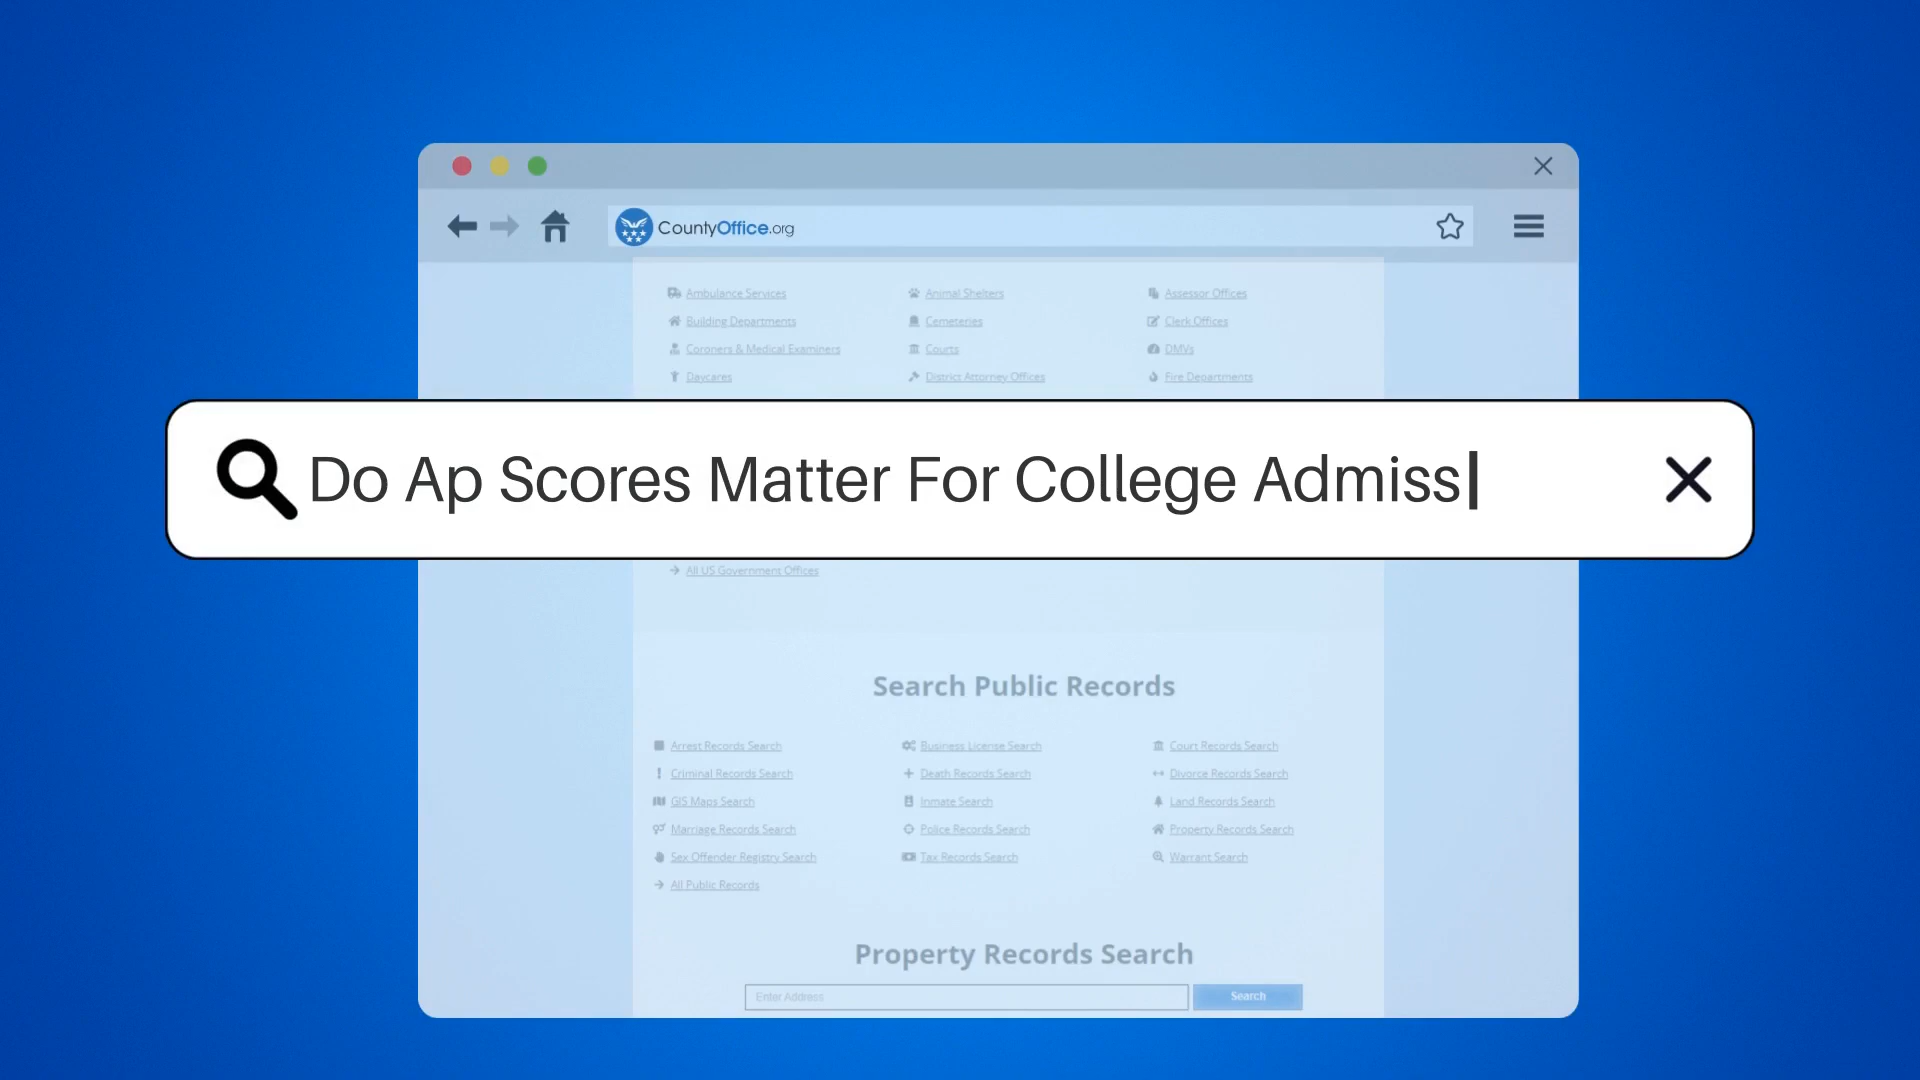 CountyOffice.org
Ambulance Services Animal Shelters Assessor Offices
Building Departments Cemeteries Clerk Offices
Coroners & Medical Examiners Courts DMVs
Daycares District Attorney Offices Fire Departments
Do Ap Scores Matter For College Admiss
All US Government Offices
Search Public Records
Arrest Records Search Business License Search Court Records Search
Criminal Records Search Death Records Search Divorce Records Search
GIS Maps Search Inmate Search Land Records Search
Marriage Records Search Police Records Search Property Records Search
Sex Offender Registry Search Tax Records Search Warrant Search
All Public Records
Property Records Search
Enter Address Search